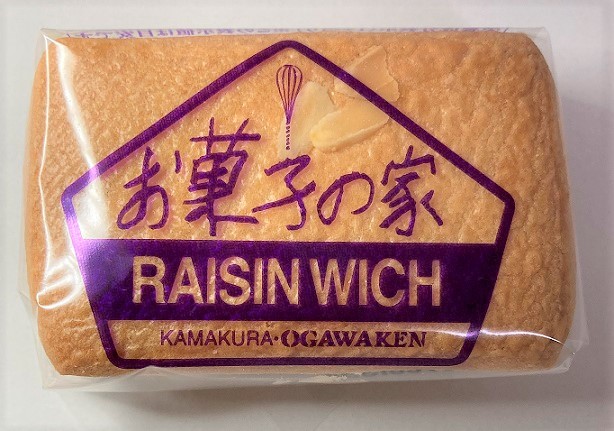 お菓子の家
RAISIN WICH
KAMAKURA・OGAWAKEN